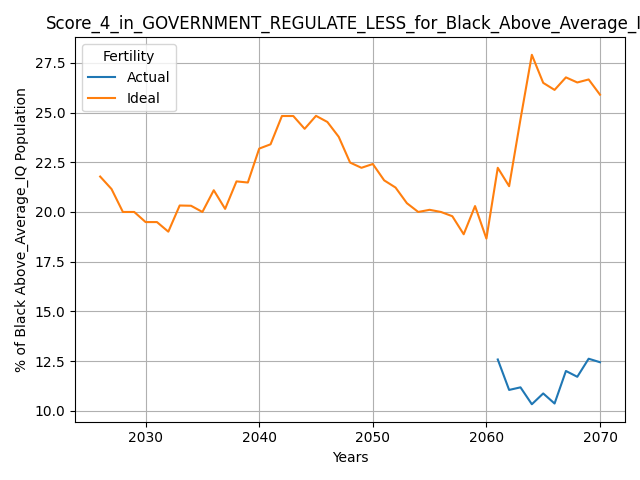 Score_4_in_GOVERNMENT_REGULATE_LESS_for_Black_Above_Average_I
Fertility
Actual
Ideal
% of Black Above_Average_IQ Population
27.5
25.0
22.5
20.0
17.5
15.0
12.5
10.0
2030 2040 2050 2060 2070
Years